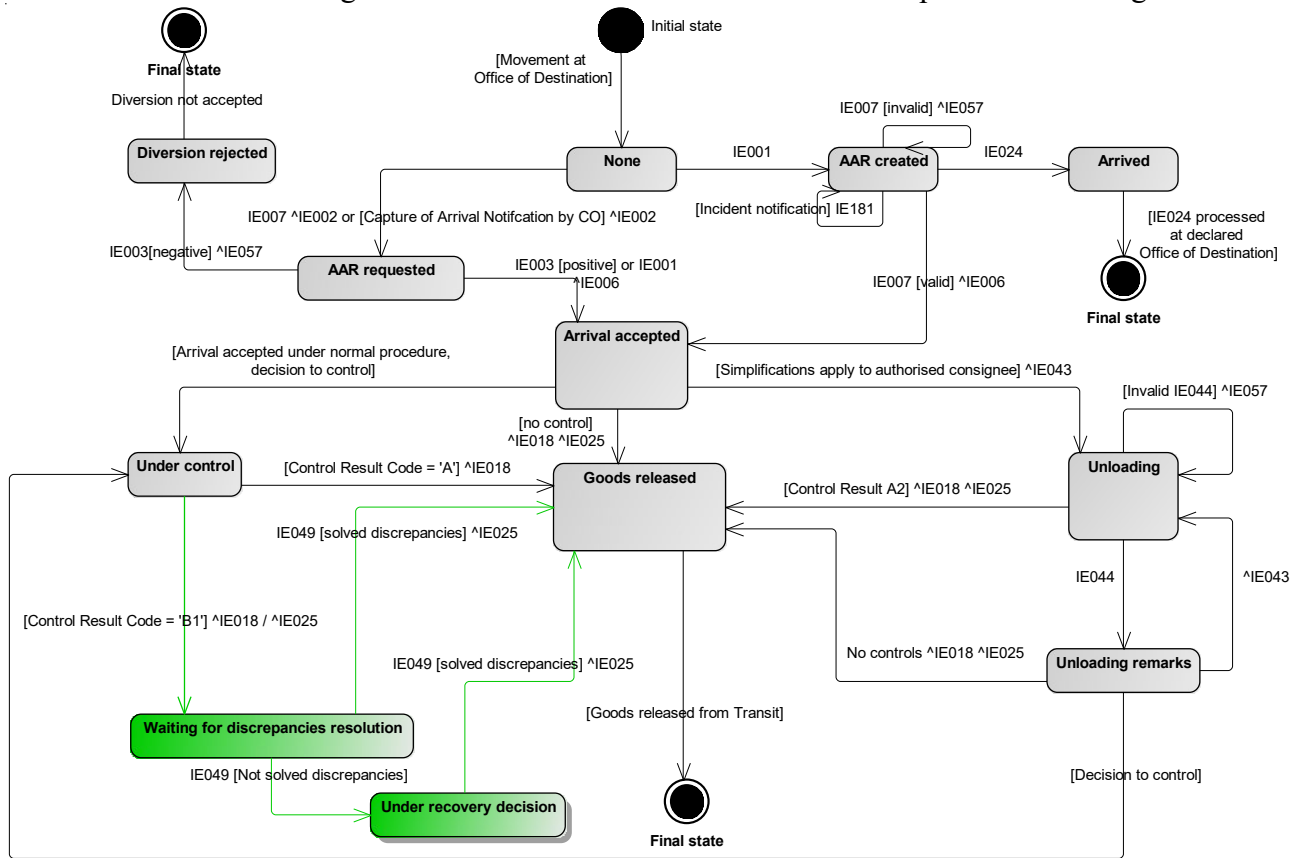 Initial state
Final state
[Movement at
Office of Destination]
Diversion not accepted
IE007 [invalid] ^IE057
Diversion rejected
None
IE001
AAR created
IE024
Arrived
[Incident notification] IE181
IE007 ^IE002 or [Capture of Arrival Notifcation by CO] ^IE002
[IE024 processed
at declared
Office of Destination]
IE003[negative] ^IE057
AAR requested
IE003 [positive] or IE001
^IE006
IE007 [valid] ^IE006
Final state
Arrival accepted
[Arrival accepted under normal procedure,
decision to control]
[Simplifications apply to authorised consignee] ^IE043
[Invalid IE044] ^IE057
[no control]
^IE018 ^IE025
Under control
[Control Result Code = 'A'] ^IE018
Goods released
Unloading
[Control Result A2] ^IE018 ^IE025
IE049 [solved discrepancies] ^IE025
IE044
^IE043
[Control Result Code = 'B1'] ^IE018 / ^IE025
No controls ^IE018 ^IE025
IE049 [solved discrepancies] ^IE025
Unloading remarks
[Goods released from Transit]
Waiting for discrepancies resolution
IE049 [Not solved discrepancies]
[Decision to control]
Under recovery decision
Final state